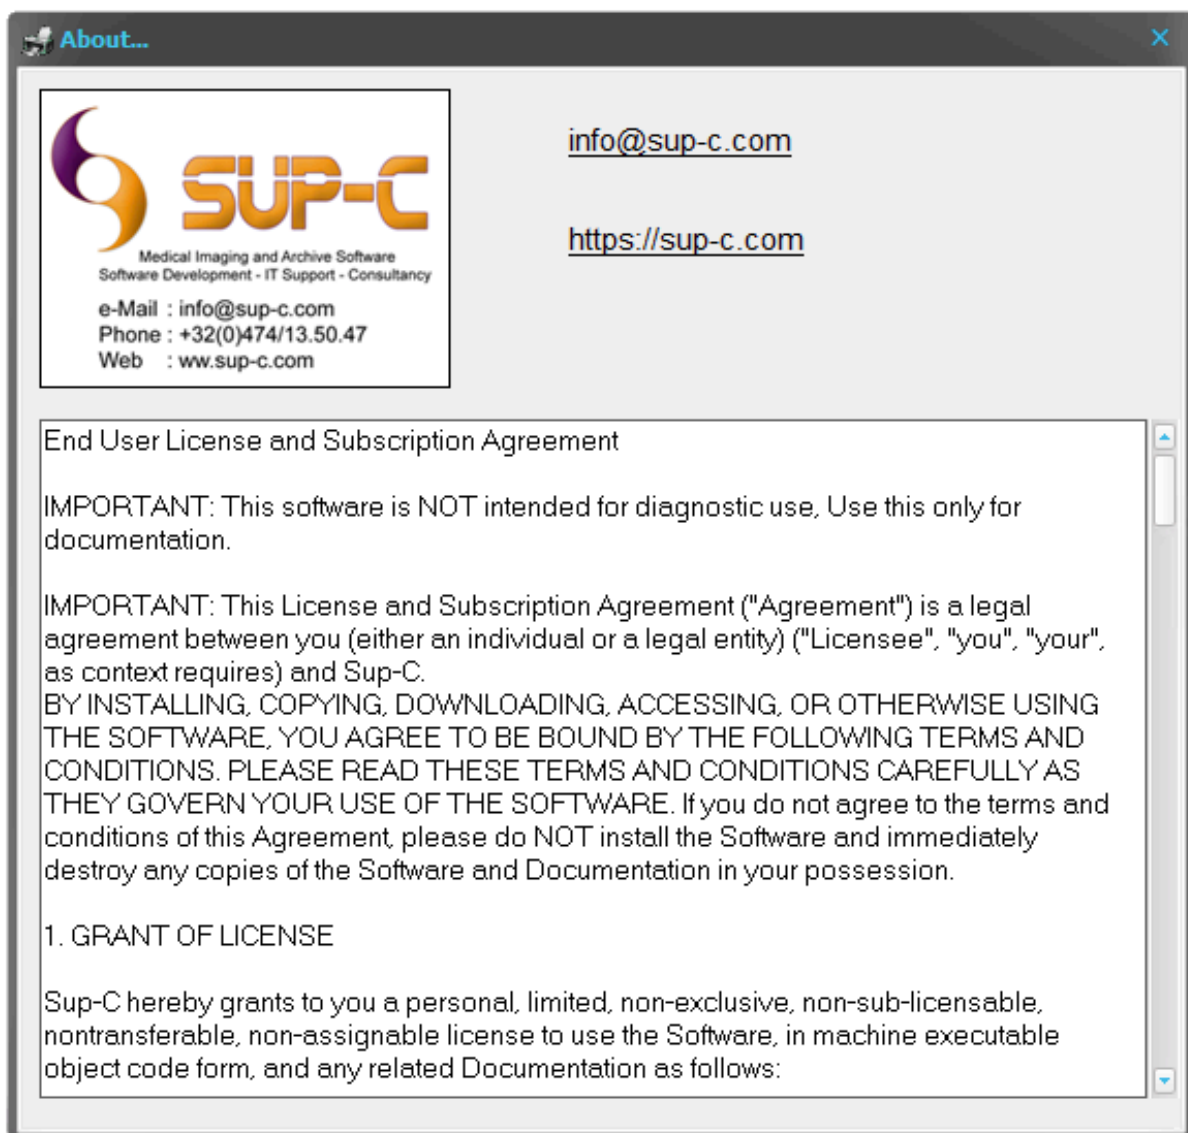 About...
SUP-C
Medical Imaging and Archive Software
Software Development - IT Support - Consultancy
e-Mail : info@sup-c.com
Phone : +32(0)474/13.50.47
Web : ww.sup-c.com
info@sup-c.com
https://sup-c.com
End User License and Subscription Agreement
IMPORTANT: This software is NOT intended for diagnostic use, Use this only for
documentation.
IMPORTANT: This License and Subscription Agreement ("Agreement") is a legal
agreement between you (either an individual or a legal entity) ("Licensee", "you", "your",
as context requires) and Sup-C.
BY INSTALLING, COPYING, DOWNLOADING, ACCESSING, OR OTHERWISE USING
THE SOFTWARE, YOU AGREE TO BE BOUND BY THE FOLLOWING TERMS AND
CONDITIONS. PLEASE READ THESE TERMS AND CONDITIONS CAREFULLY AS
THEY GOVERN YOUR USE OF THE SOFTWARE. If you do not agree to the terms and
conditions of this Agreement, please do NOT install the Software and immediately
destroy any copies of the Software and Documentation in your possession.
1. GRANT OF LICENSE
Sup-C hereby grants to you a personal, limited, non-exclusive, non-sub-licensable,
nontransferable, non-assignable license to use the Software, in machine executable
object code form, and any related Documentation as follows: